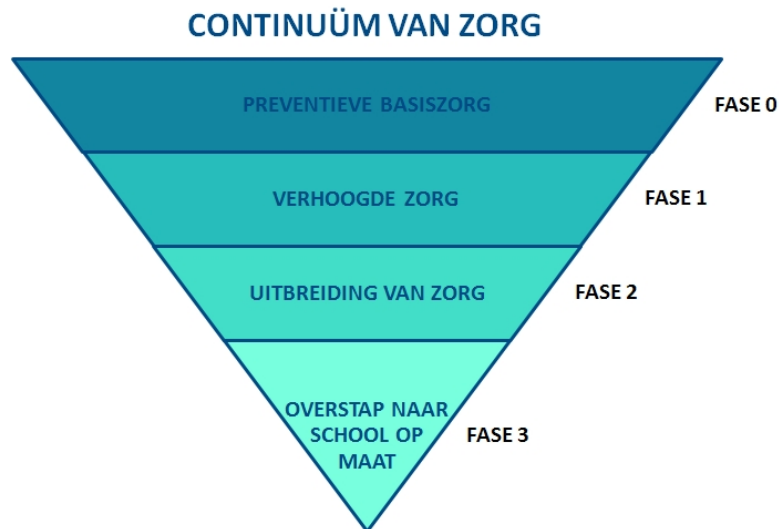 CONTINUÜM VAN ZORG
PREVENTIEVE BASISZORG
FASE 0
VERHOOGDE ZORG
FASE 1
UITBREIDING VAN ZORG
FASE 2
OVERSTAP NAAR
SCHOOL OP
MAAT
FASE 3